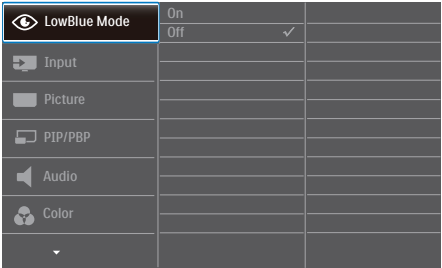 LowBlue Mode
On
Off
Input
Picture
PIP/PBP
Audio
Color